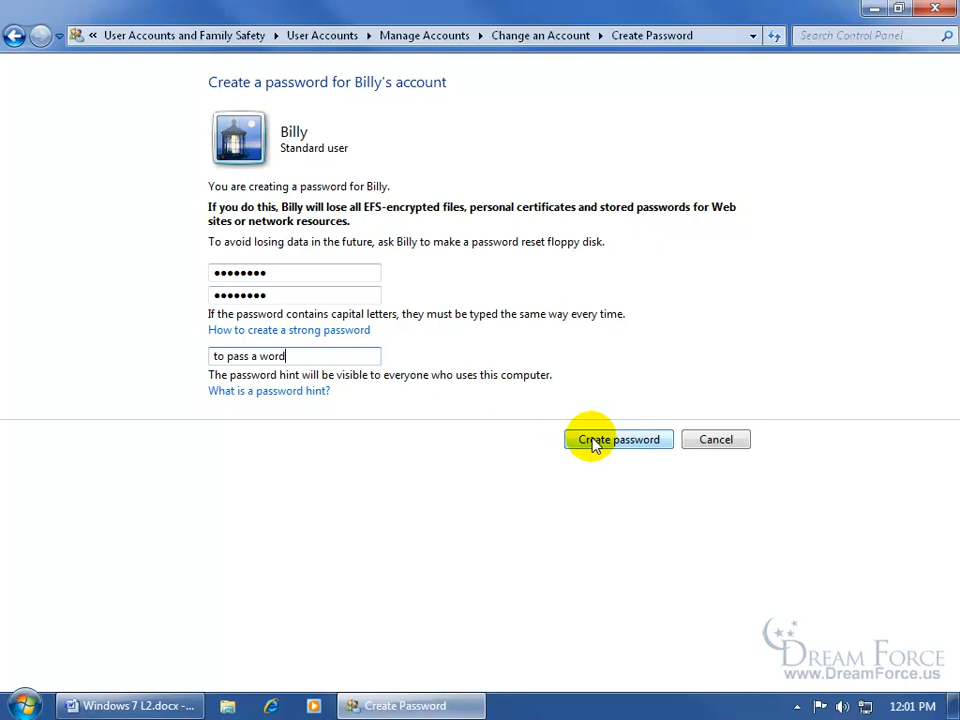 « User Accounts and Family Safety User Accounts Manage Accounts Change an Account Create Password Search Control Panel
Create a password for Billy's account
Billy
Standard user
You are creating a password for Billy.
If you do this, Billy will lose all EFS-encrypted files, personal certificates and stored passwords for Web
sites or network resources.
To avoid losing data in the future, ask Billy to make a password reset floppy disk.
••••••••
••••••••
If the password contains capital letters, they must be typed the same way every time.
How to create a strong password
to pass a word
The password hint will be visible to everyone who uses this computer.
What is a password hint?
Create password Cancel
DREAM FORCE
www.DreamForce.us
Windows 7 L2.docx -... Create Password 12:01 PM